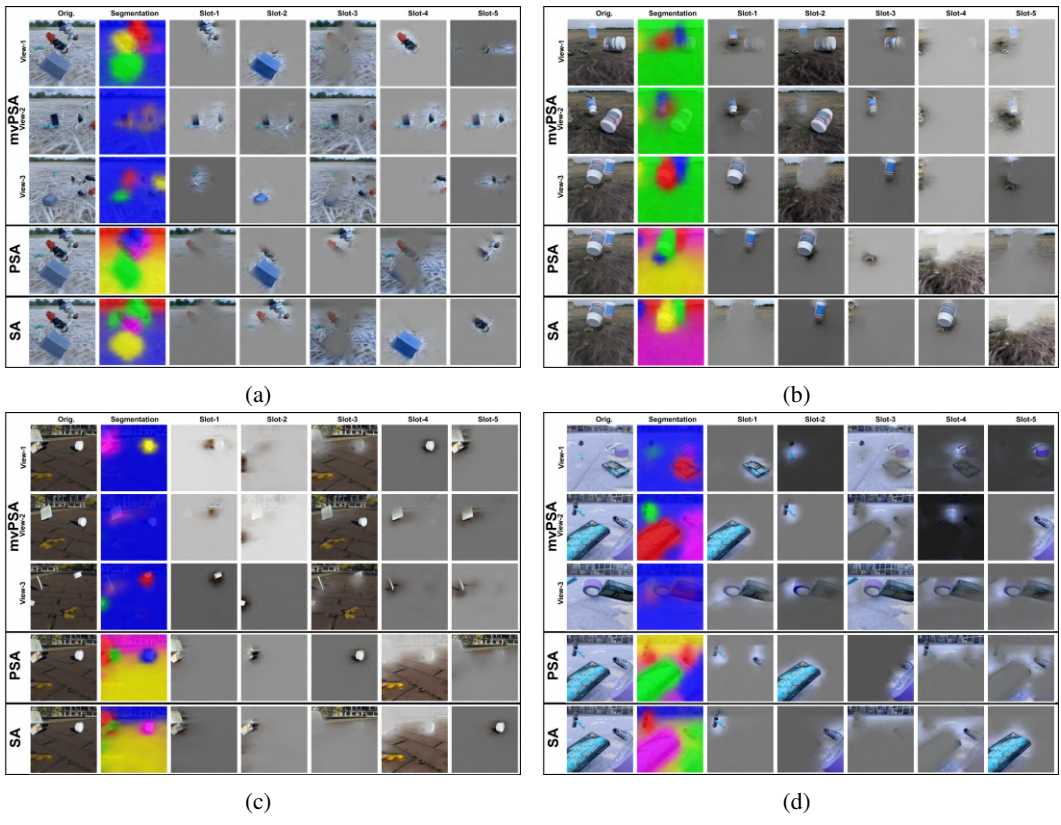 Orig. Segmentation Slot-1 Slot-2 Slot-3 Slot-4 Slot-5
mvPSA
View-1
View-2
View-3
PSA
SA
(a)
Orig. Segmentation Slot-1 Slot-2 Slot-3 Slot-4 Slot-5
mvPSA
View-1
View-2
View-3
PSA
SA
(b)
Orig. Segmentation Slot-1 Slot-2 Slot-3 Slot-4 Slot-5
mvPSA
View-1
View-2
View-3
PSA
SA
(c)
Orig. Segmentation Slot-1 Slot-2 Slot-3 Slot-4 Slot-5
mvPSA
View-1
View-2
View-3
PSA
SA
(d)